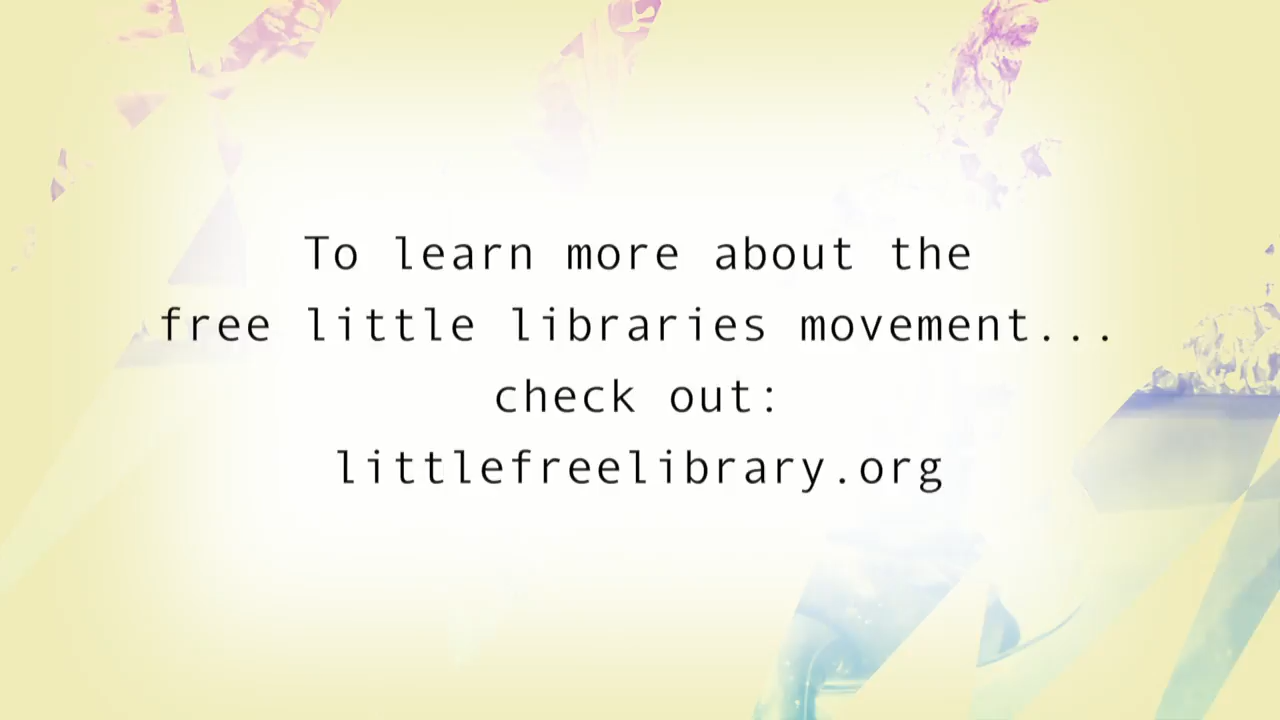 To learn more about the
free little libraries movement...
check out:
littlefreelibrary.org